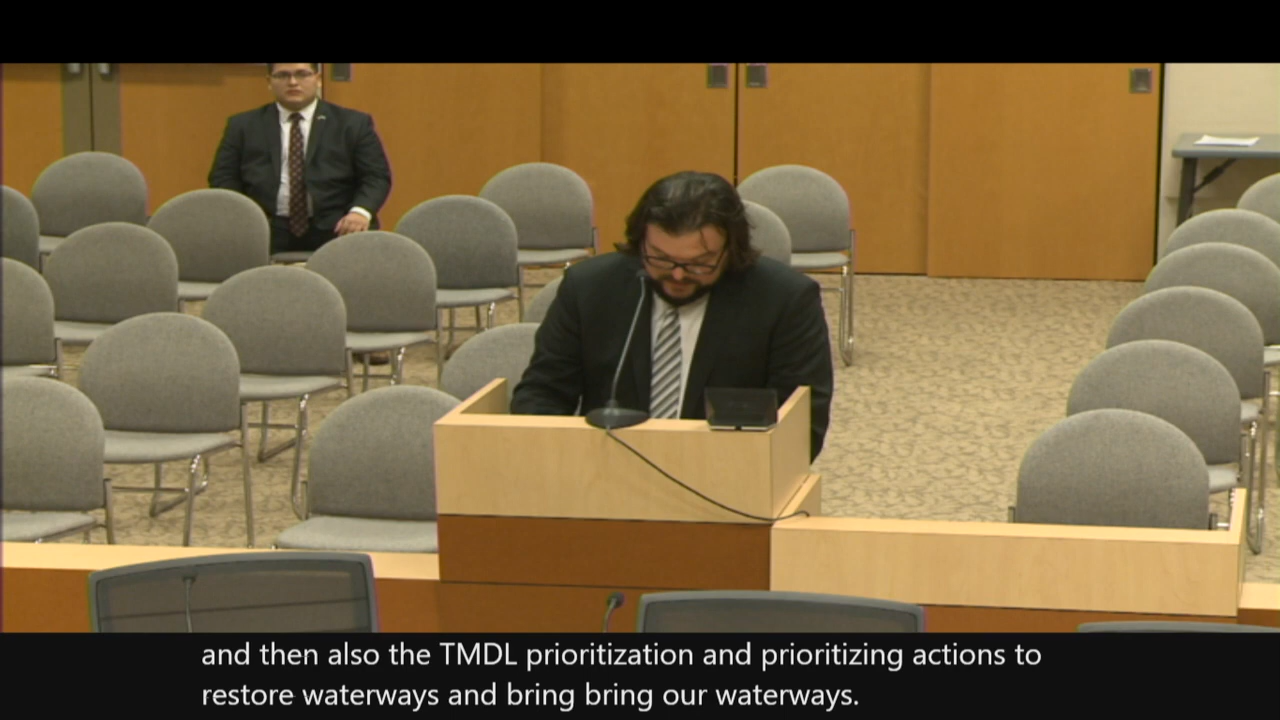 and then also the TMDL prioritization and prioritizing actions to
restore waterways and bring bring our waterways.